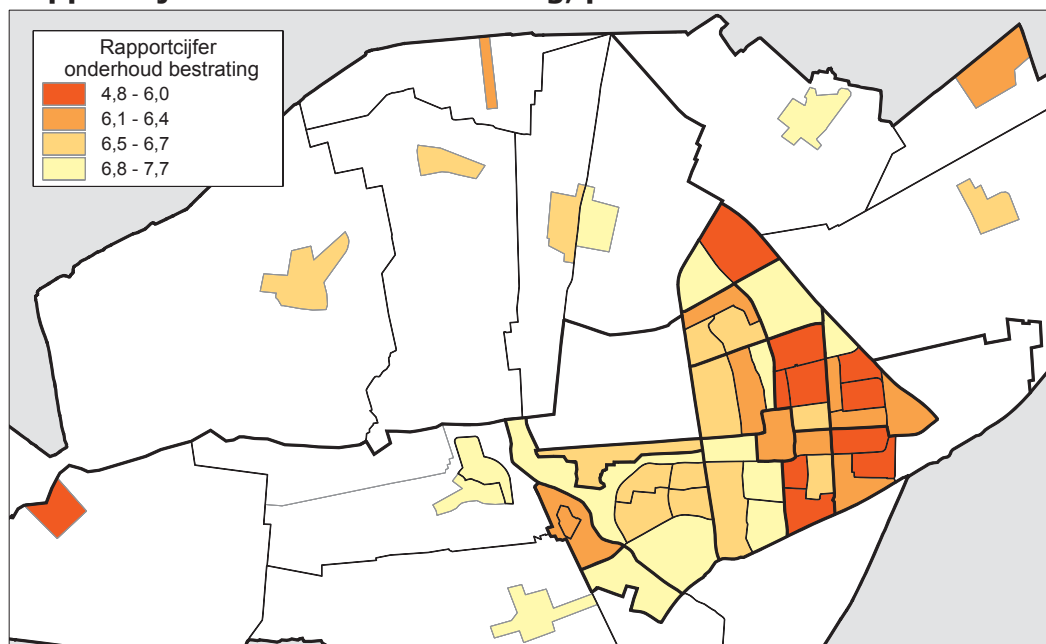 Rapportcijfer
onderhoud bestrating
4,8 - 6,0
6,1 - 6,4
6,5 - 6,7
6,8 - 7,7